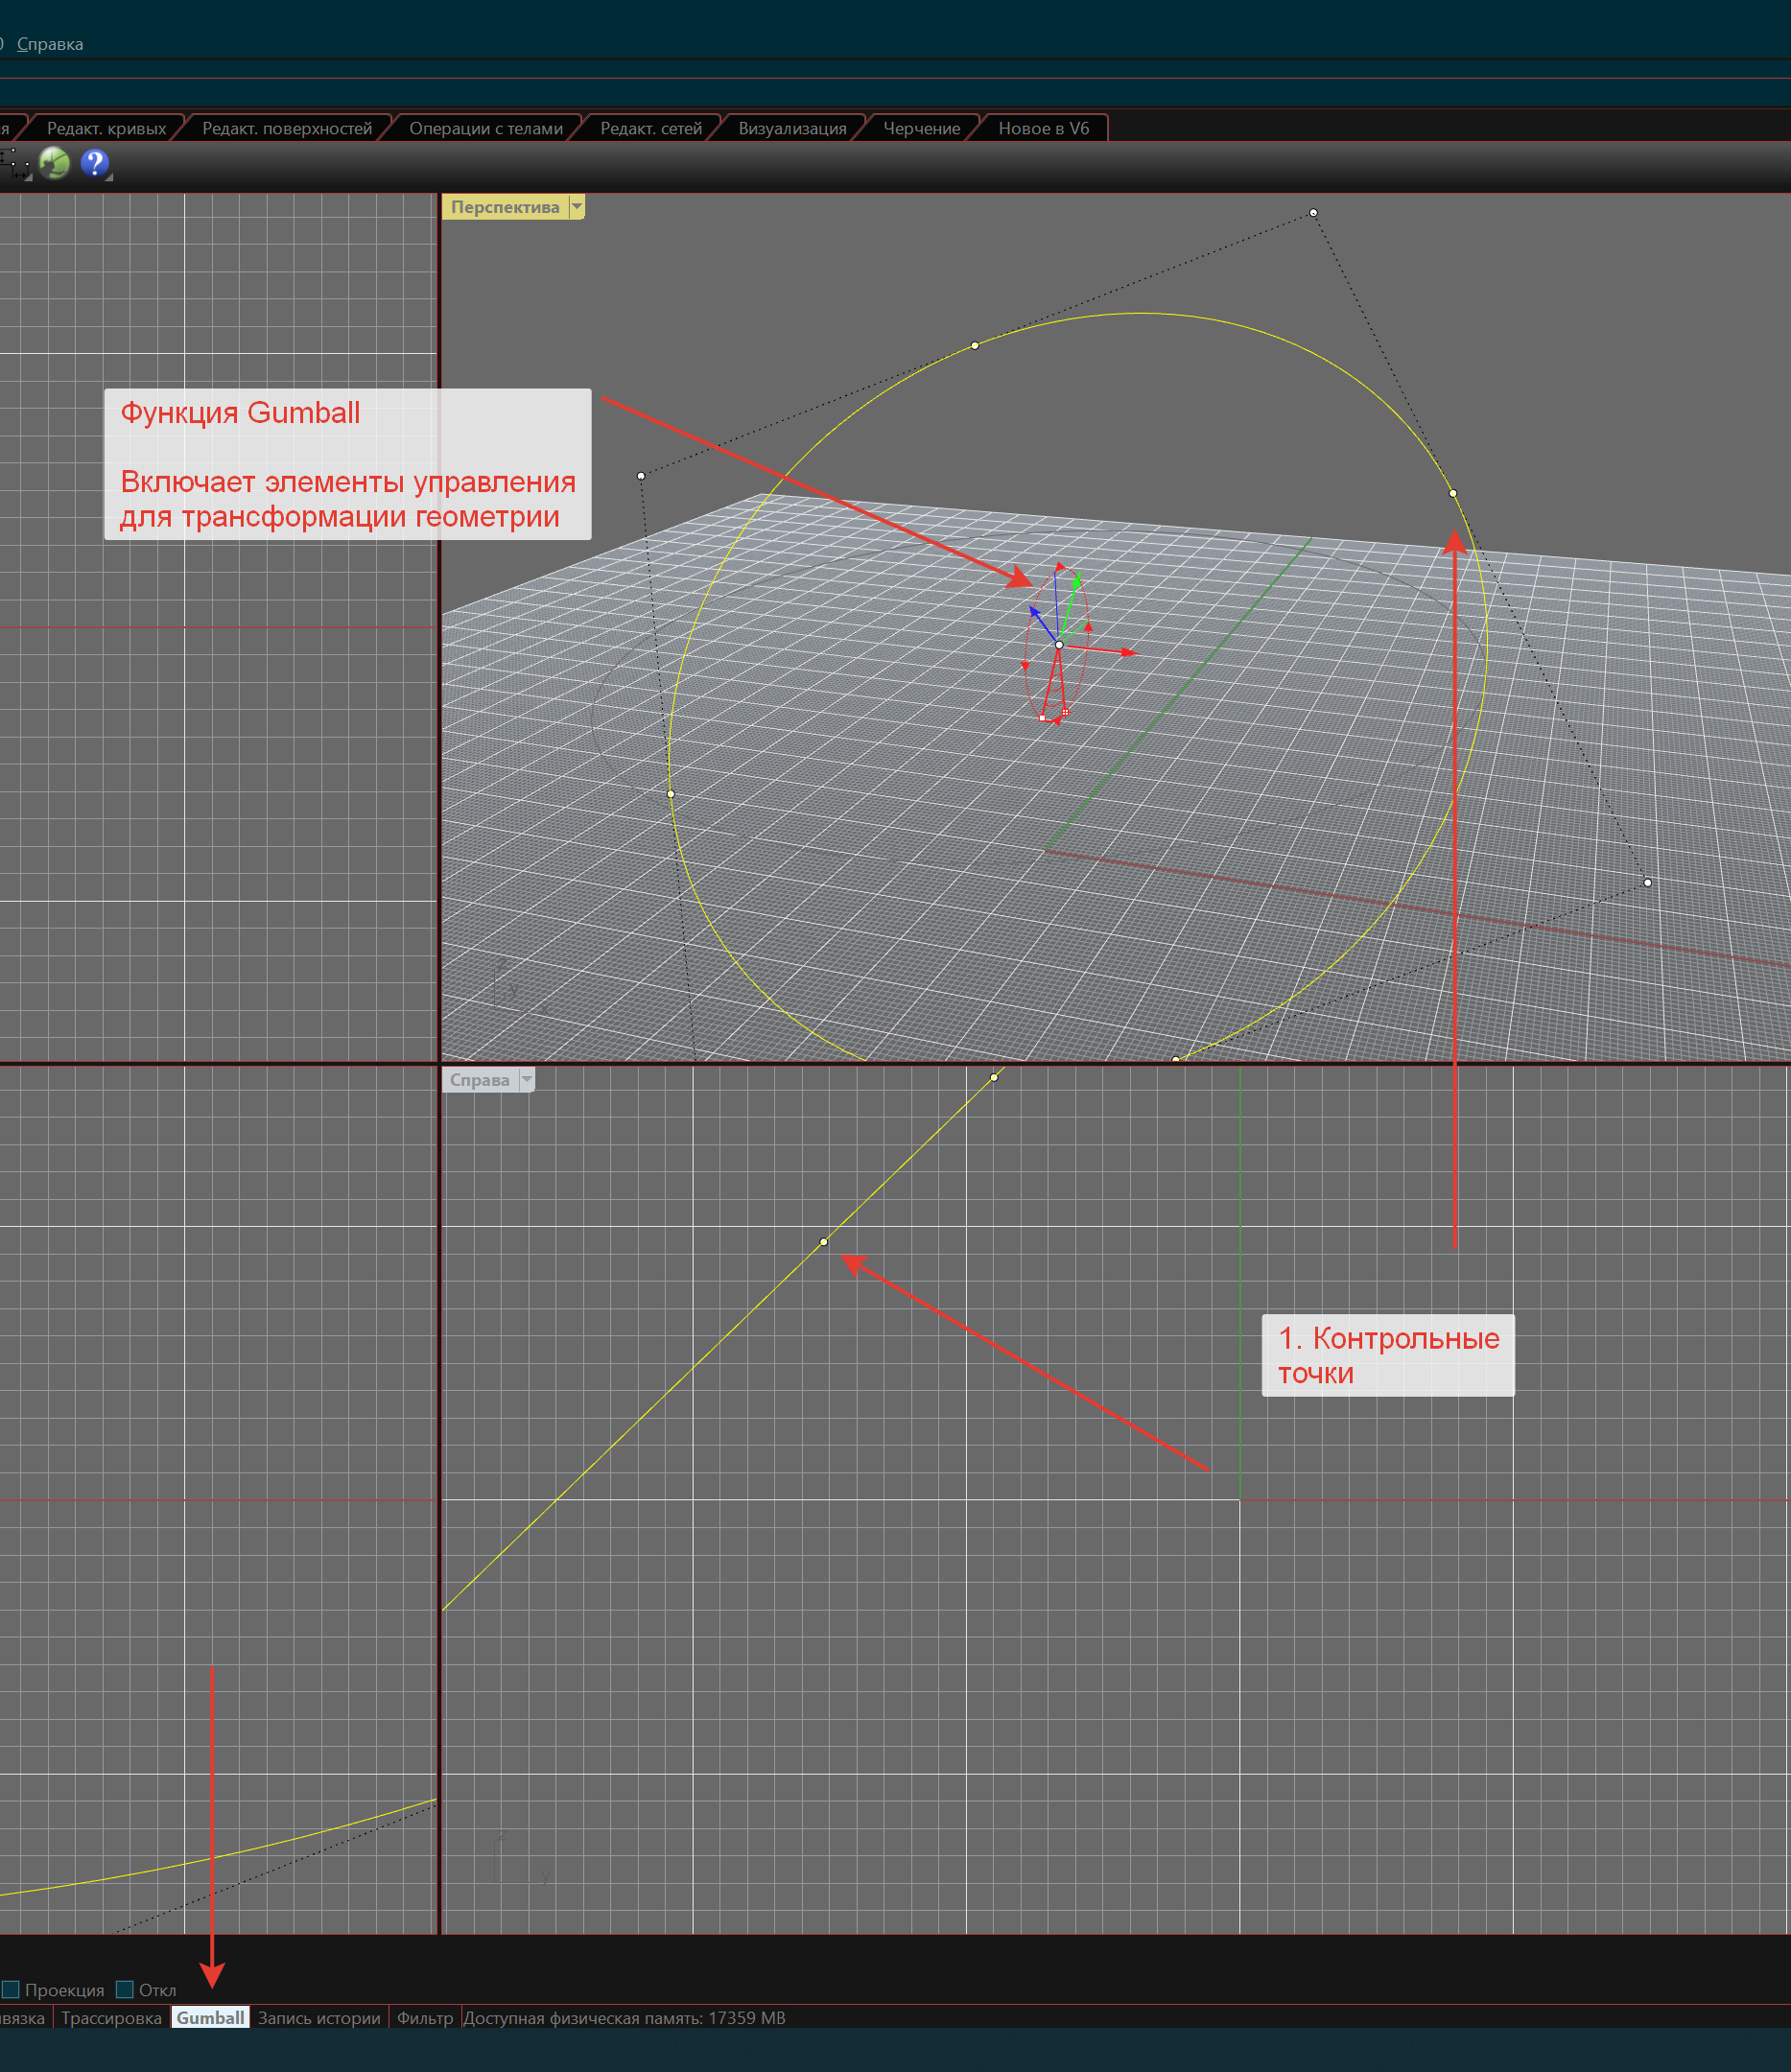 Справка
я
Редакт. кривых
Редакт. поверхностей
Операции с телами
Редакт. сетей
Визуализация
Черчение
Новое в V6
?
Перспектива
Функция Gumball
Включает элементы управления
для трансформации геометрии
y
Справа
1. Контрольные
точки
z
y
Проекция
Откл
вязка
Трассировка
Gumball
Запись истории
Фильтр
Доступная физическая память: 17359 MB